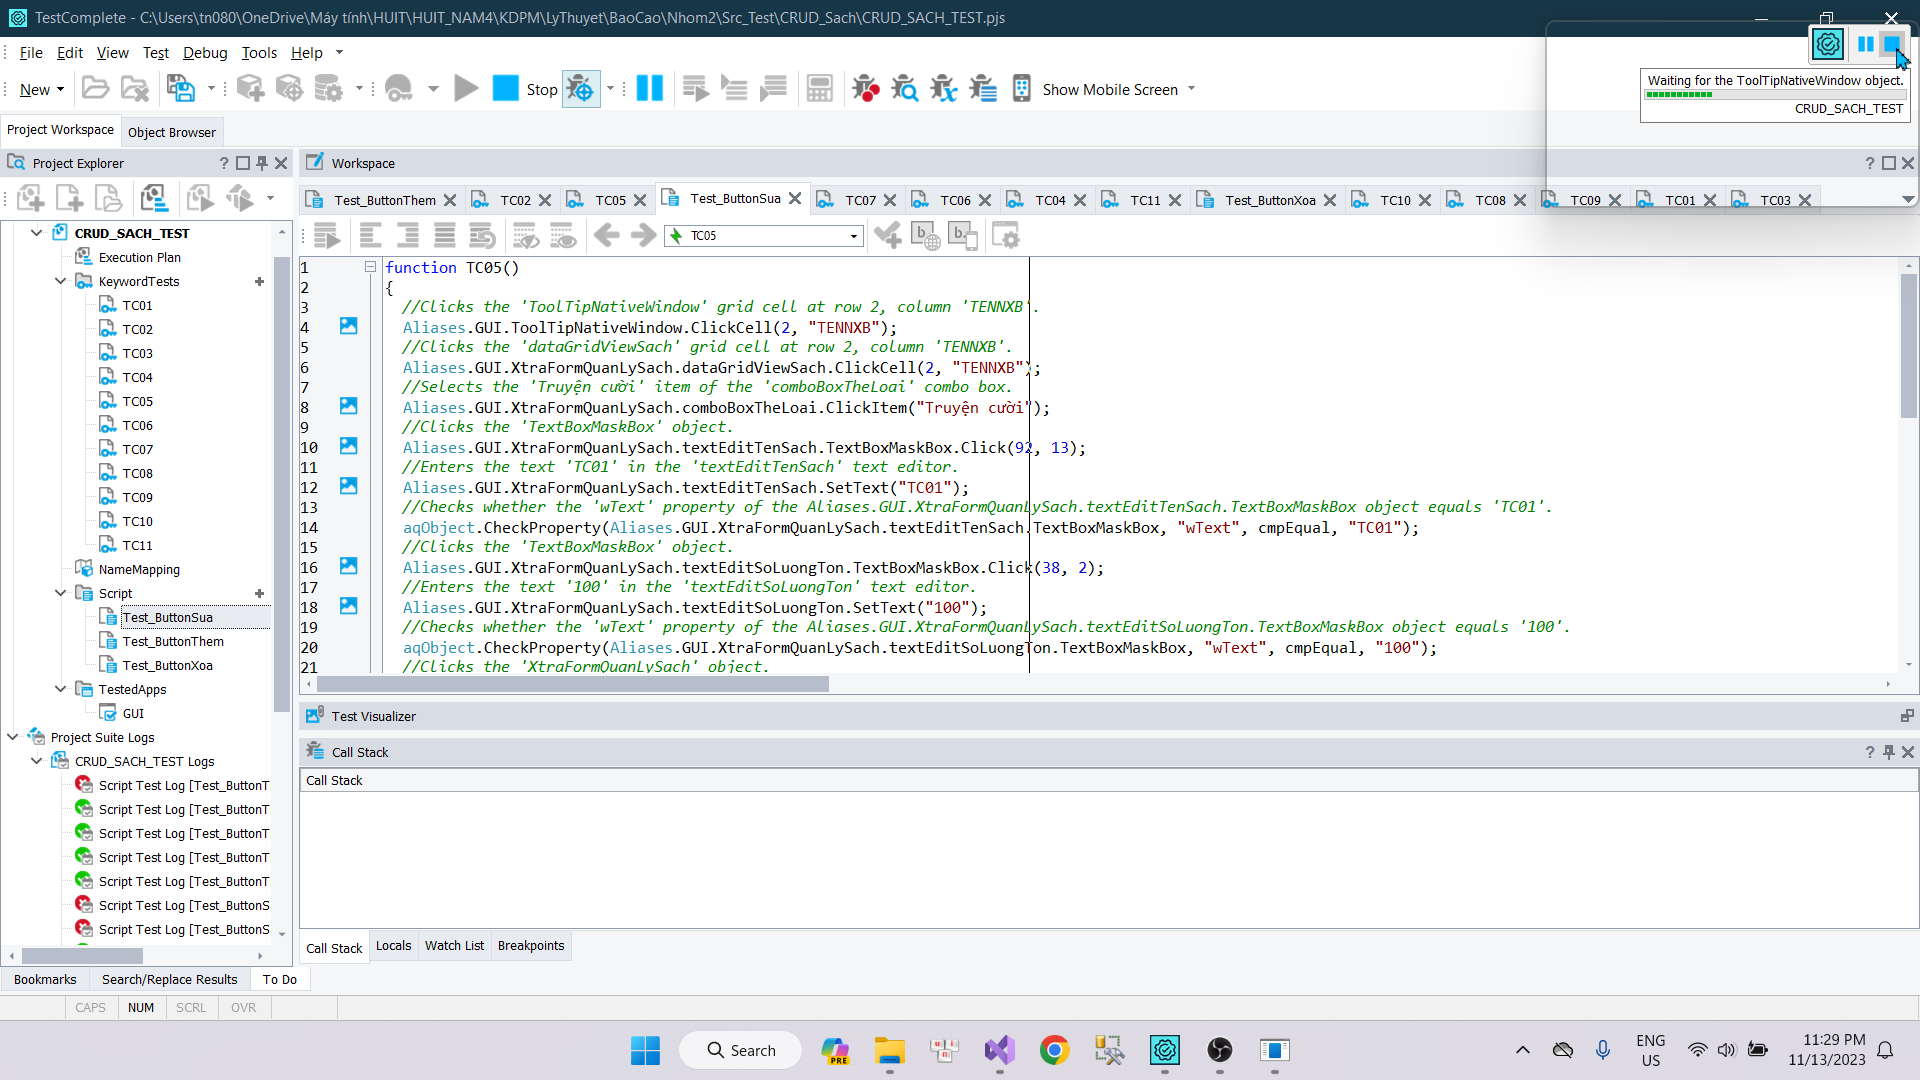 TestComplete - C:\Users\tn080\OneDrive\Máy tính\HUIT\HUIT_NAM4\KDPM\LyThuyet\BaoCao\Nhom2\Src_Test\CRUD_Sach\CRUD_SACH_TEST.pjs
File Edit View Test Debug Tools Help
New Stop Show Mobile Screen
Waiting for the ToolTipNativeWindow object.
CRUD_SACH_TEST
Project Workspace Object Browser
Project Explorer
Workspace
Test_ButtonThem TC02 TC05 Test_ButtonSua TC07 TC06 TC04 TC11 Test_ButtonXoa TC10 TC08 TC09 TC01 TC03
TC05
CRUD_SACH_TEST
Execution Plan
KeywordTests
TC01
TC02
TC03
TC04
TC05
TC06
TC07
TC08
TC09
TC10
TC11
NameMapping
Script
Test_ButtonSua
Test_ButtonThem
Test_ButtonXoa
TestedApps
GUI
Project Suite Logs
CRUD_SACH_TEST Logs
Script Test Log [Test_ButtonT
Script Test Log [Test_ButtonT
Script Test Log [Test_ButtonT
Script Test Log [Test_ButtonT
Script Test Log [Test_ButtonT
Script Test Log [Test_ButtonS
Script Test Log [Test_ButtonS
1 function TC05()
2 {
3 //Clicks the 'ToolTipNativeWindow' grid cell at row 2, column 'TENNXB'.
4 Aliases.GUI.ToolTipNativeWindow.ClickCell(2, "TENNXB");
5 //Clicks the 'dataGridViewSach' grid cell at row 2, column 'TENNXB'.
6 Aliases.GUI.XtraFormQuanLySach.dataGridViewSach.ClickCell(2, "TENNXB");
7 //Selects the 'Truyện cười' item of the 'comboBoxTheLoai' combo box.
8 Aliases.GUI.XtraFormQuanLySach.comboBoxTheLoai.ClickItem("Truyện cười");
9 //Clicks the 'TextBoxMaskBox' object.
10 Aliases.GUI.XtraFormQuanLySach.textEditTenSach.TextBoxMaskBox.Click(92, 13);
11 //Enters the text 'TC01' in the 'textEditTenSach' text editor.
12 Aliases.GUI.XtraFormQuanLySach.textEditTenSach.SetText("TC01");
13 //Checks whether the 'wText' property of the Aliases.GUI.XtraFormQuanLySach.textEditTenSach.TextBoxMaskBox object equals 'TC01'.
14 aqObject.CheckProperty(Aliases.GUI.XtraFormQuanLySach.textEditTenSach.TextBoxMaskBox, "wText", cmpEqual, "TC01");
15 //Clicks the 'TextBoxMaskBox' object.
16 Aliases.GUI.XtraFormQuanLySach.textEditSoLuongTon.TextBoxMaskBox.Click(38, 2);
17 //Enters the text '100' in the 'textEditSoLuongTon' text editor.
18 Aliases.GUI.XtraFormQuanLySach.textEditSoLuongTon.SetText("100");
19 //Checks whether the 'wText' property of the Aliases.GUI.XtraFormQuanLySach.textEditSoLuongTon.TextBoxMaskBox object equals '100'.
20 aqObject.CheckProperty(Aliases.GUI.XtraFormQuanLySach.textEditSoLuongTon.TextBoxMaskBox, "wText", cmpEqual, "100");
21 //Clicks the 'XtraFormQuanLySach' object.
Test Visualizer
Call Stack
Call Stack
Call Stack Locals Watch List Breakpoints
Bookmarks Search/Replace Results To Do
CAPS NUM SCRL OVR
Search
PRE
ENG
US
11:29 PM
11/13/2023